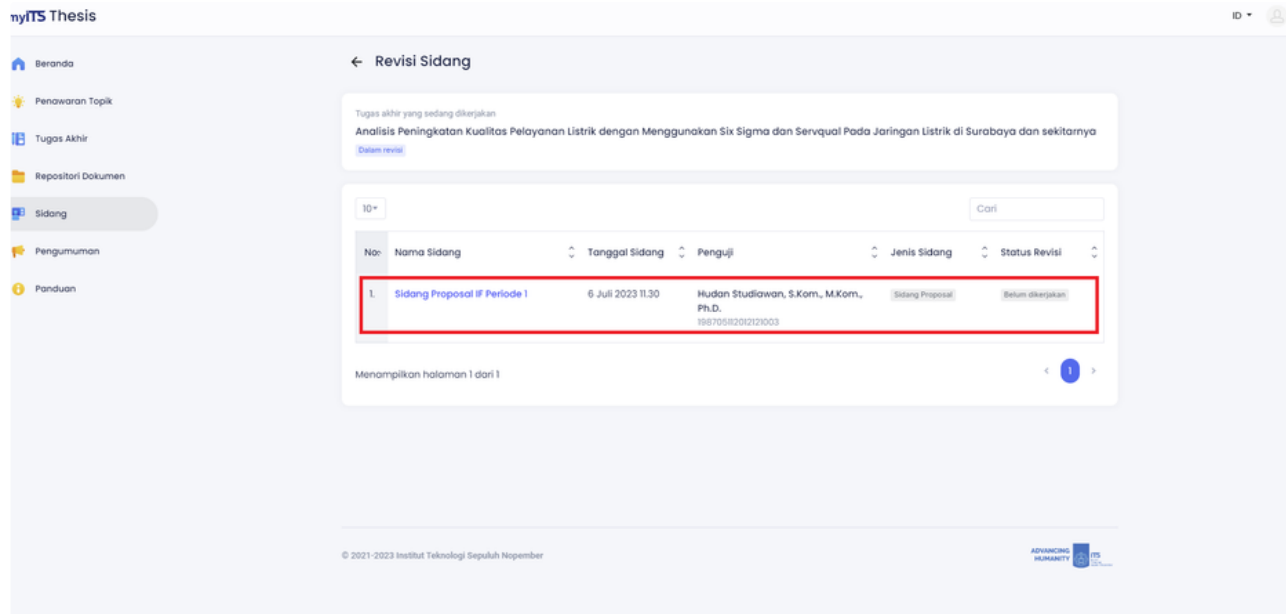 myITS Thesis
ID
Beranda
Penawaran Topik
Tugas Akhir
Repositori Dokumen
Sidang
Pengumuman
Panduan
← Revisi Sidang
Tugas akhir yang sedang dikerjakan
Analisis Peningkatan Kualitas Pelayanan Listrik dengan Menggunakan Six Sigma dan Servqual Pada Jaringan Listrik di Surabaya dan sekitarnya
Dalam revisi
10
Cari
No Nama Sidang Tanggal Sidang Penguji Jenis Sidang Status Revisi
1. Sidang Proposal IF Periode 1 6 Juli 2023 11.30 Hudan Studiawan, S.Kom., M.Kom., Sidang Proposal Belum dikerjakan
Ph.D.
198705112012121003
Menampilkan halaman 1 dari 1
< 1 >
© 2021-2023 Institut Teknologi Sepuluh Nopember
ADVANCING
HUMANITY
ITS